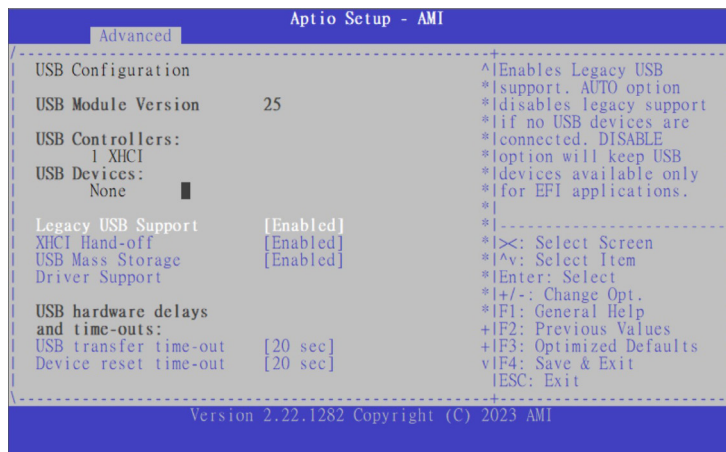 Aptio Setup - AMI
Advanced
USB Configuration
USB Module Version 25
USB Controllers:
1 XHCI
USB Devices:
None
Legacy USB Support [Enabled]
XHCI Hand-off [Enabled]
USB Mass Storage [Enabled]
Driver Support
USB hardware delays
and time-outs:
USB transfer time-out [20 sec]
Device reset time-out [20 sec]
^|Enables Legacy USB
*|support. AUTO option
*|disables legacy support
*|if no USB devices are
*|connected. DISABLE
*|option will keep USB
*|devices available only
*|for EFI applications.
*|
*|------------------------
*|><: Select Screen
*|^v: Select Item
*|Enter: Select
*|+/-: Change Opt.
*|F1: General Help
+|F2: Previous Values
+|F3: Optimized Defaults
v|F4: Save & Exit
|ESC: Exit
Version 2.22.1282 Copyright (C) 2023 AMI